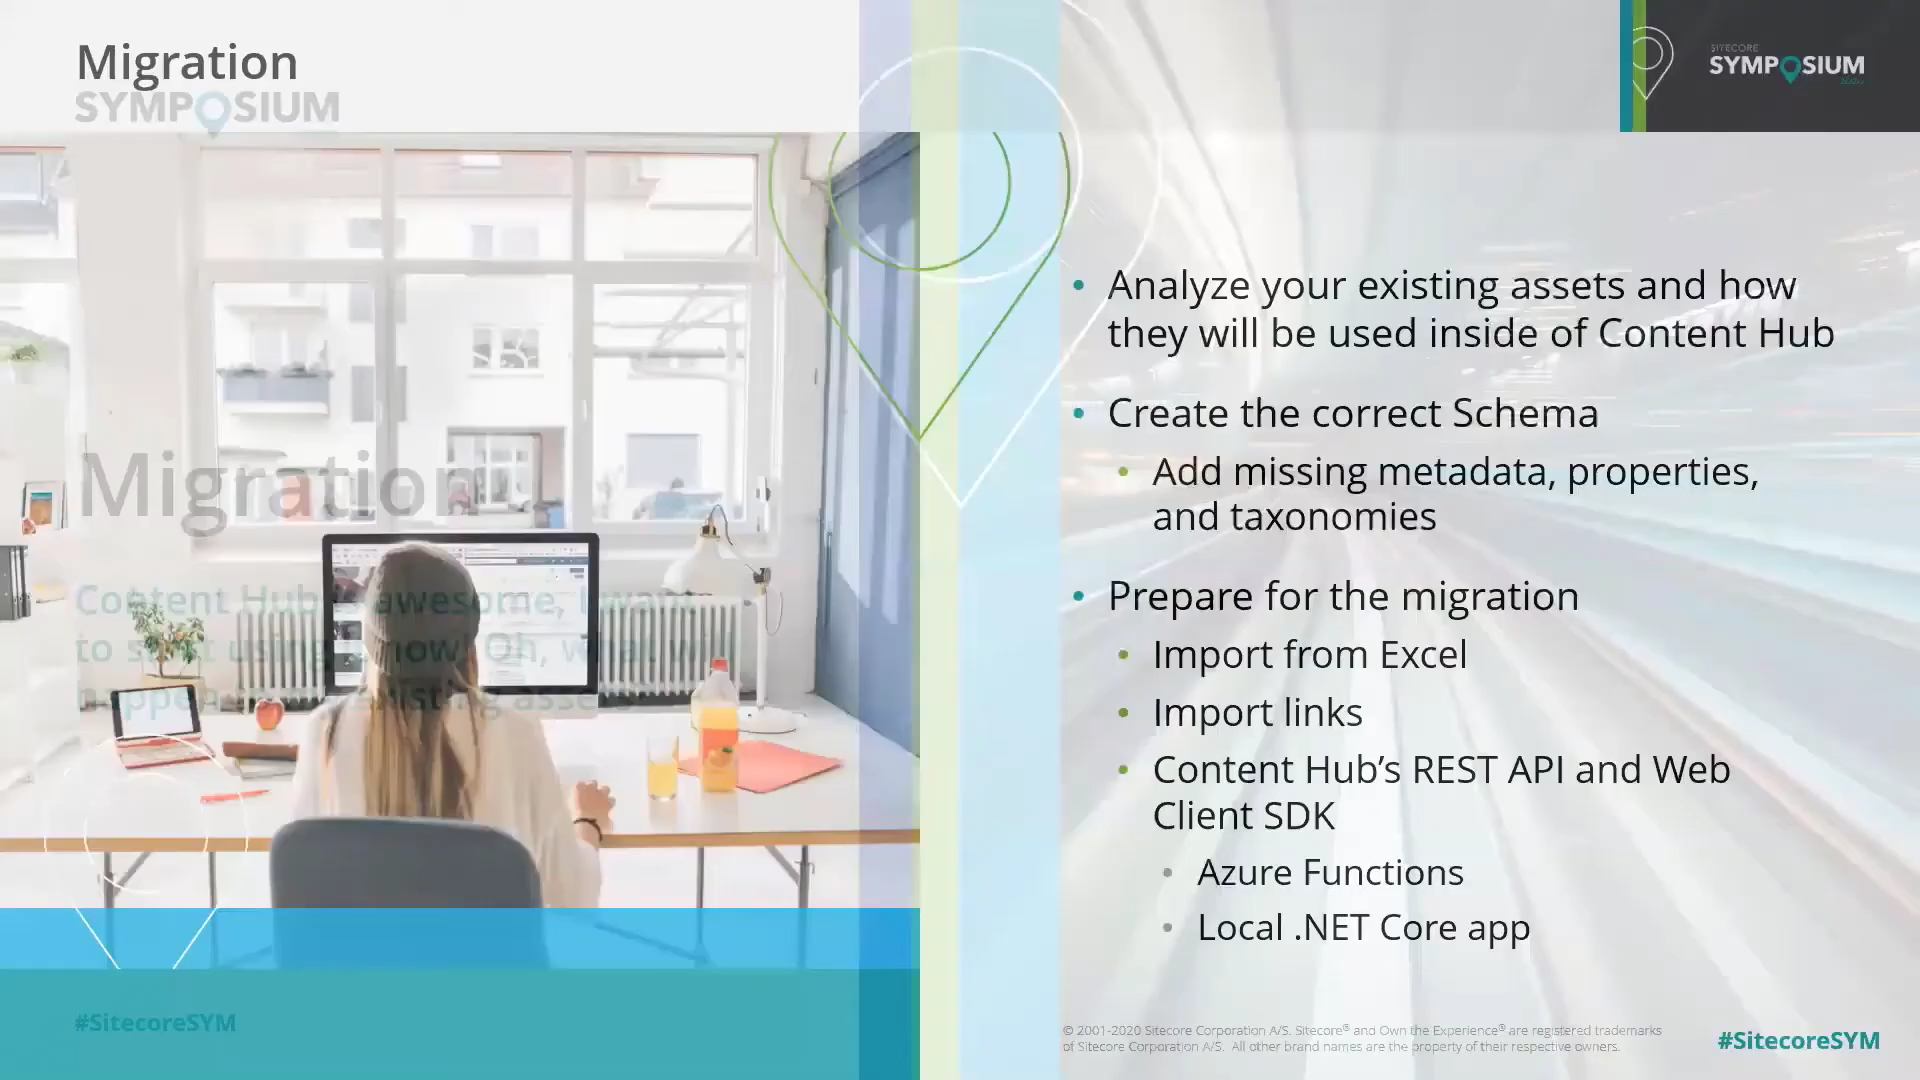 Migration
SYMPOSIUM
SITECORE
SYMPOSIUM
Migration
Content Hub is awesome, I want
to start using it now! Oh, what will
happen to my existing assets
• Analyze your existing assets and how
they will be used inside of Content Hub
• Create the correct Schema
• Add missing metadata, properties,
and taxonomies
• Prepare for the migration
• Import from Excel
• Import links
• Content Hub’s REST API and Web
Client SDK
• Azure Functions
• Local .NET Core app
#SitecoreSYM
© 2001-2020 Sitecore Corporation A/S. Sitecore® and Own the Experience® are registered trademarks
of Sitecore Corporation A/S. All other brand names are the property of their respective owners.
#SitecoreSYM